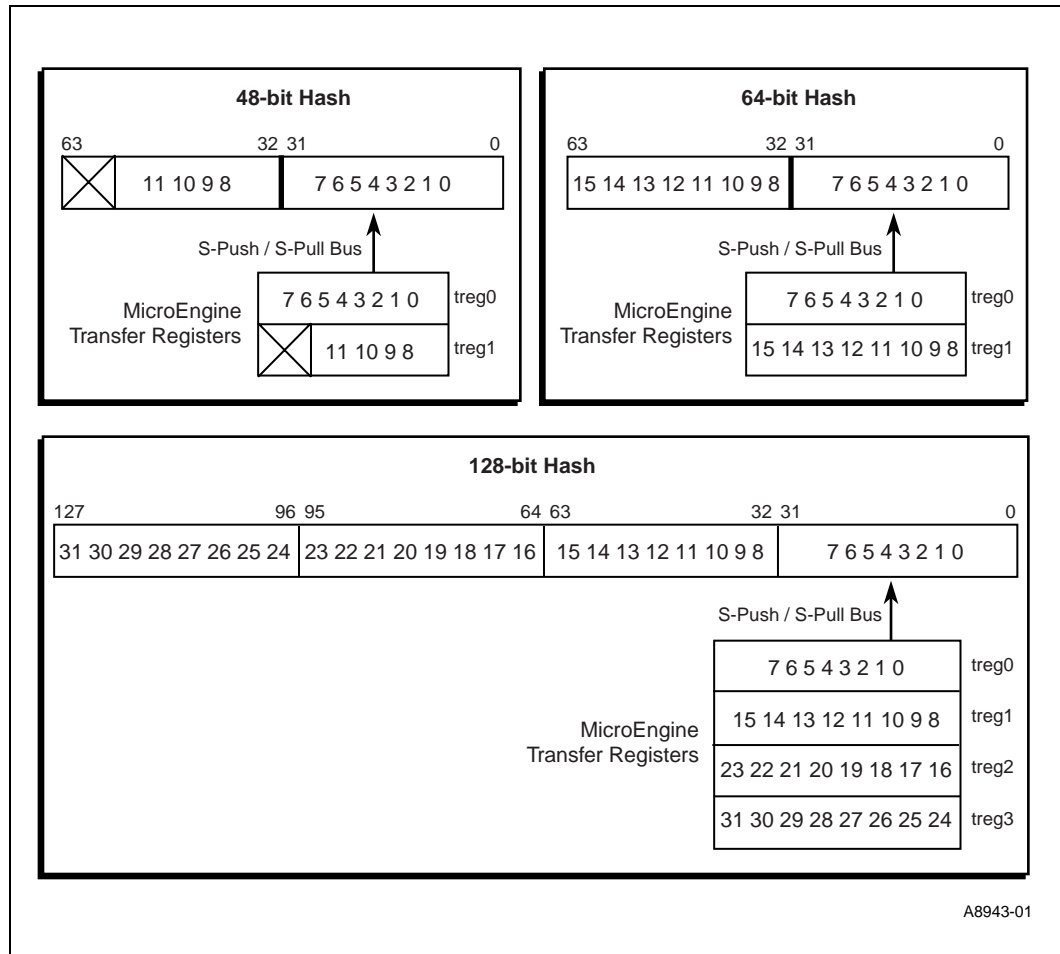 48-bit Hash
63 32 31 0
11 10 9 8 7 6 5 4 3 2 1 0
S-Push / S-Pull Bus
7 6 5 4 3 2 1 0 treg0
MicroEngine
Transfer Registers
11 10 9 8 treg1
64-bit Hash
63 32 31 0
15 14 13 12 11 10 9 8 7 6 5 4 3 2 1 0
S-Push / S-Pull Bus
7 6 5 4 3 2 1 0 treg0
MicroEngine
Transfer Registers
15 14 13 12 11 10 9 8 treg1
128-bit Hash
127 96 95 64 63 32 31 0
31 30 29 28 27 26 25 24 23 22 21 20 19 18 17 16 15 14 13 12 11 10 9 8 7 6 5 4 3 2 1 0
S-Push / S-Pull Bus
7 6 5 4 3 2 1 0 treg0
15 14 13 12 11 10 9 8 treg1
MicroEngine
Transfer Registers
23 22 21 20 19 18 17 16 treg2
31 30 29 28 27 26 25 24 treg3
A8943-01